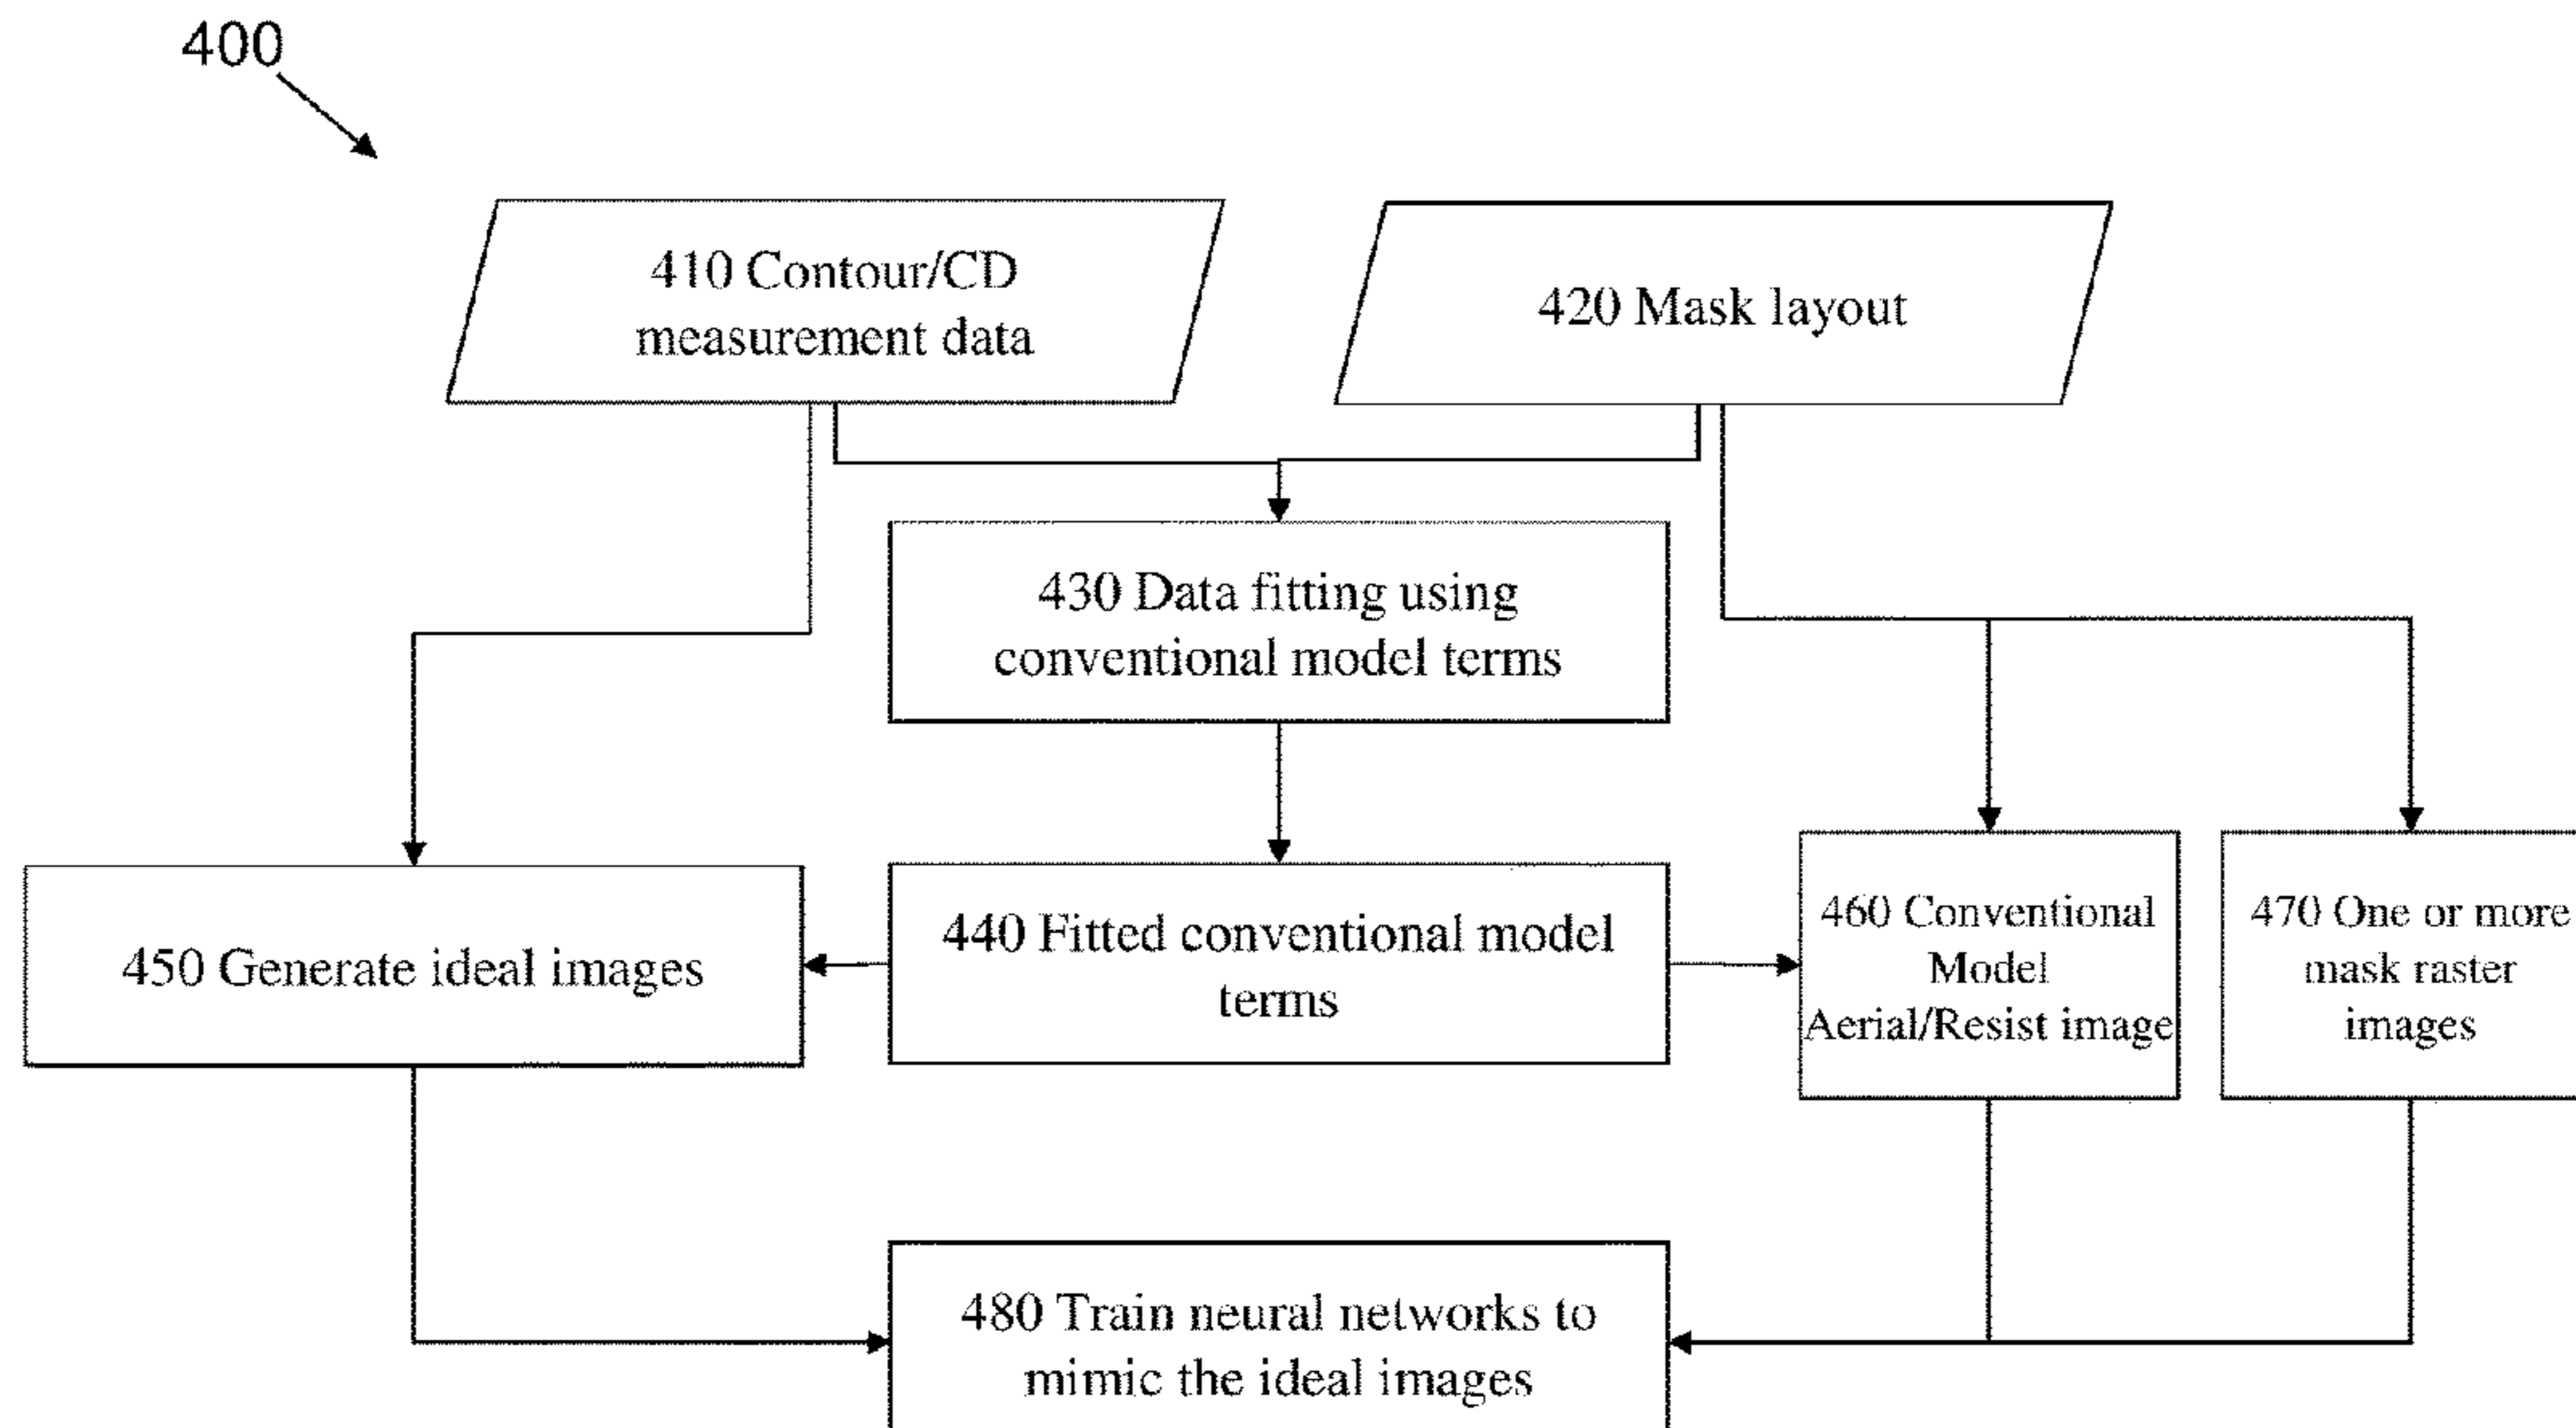 400
410 Contour/CD
measurement data
420 Mask layout
430 Data fitting using
conventional model terms
450 Generate ideal images
440 Fitted conventional model
terms
460 Conventional
Model
Aerial/Resist image
470 One or more
mask raster
images
480 Train neural networks to
mimic the ideal images